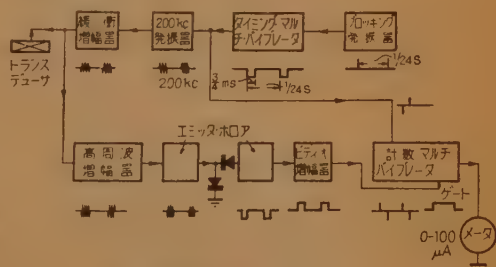 緩衝
増幅器
200kc
発振器
タイミング・マル
チ・バイブレータ
ブロッキング
発振器
トランス
デューサ
200kc
3/4 ms
1/24S
1/24S
エミッタ・ホロア
高周波
増幅器
ビディオ
増幅器
計数マルチ
バイブレータ
ゲート
メータ
0-100
μA